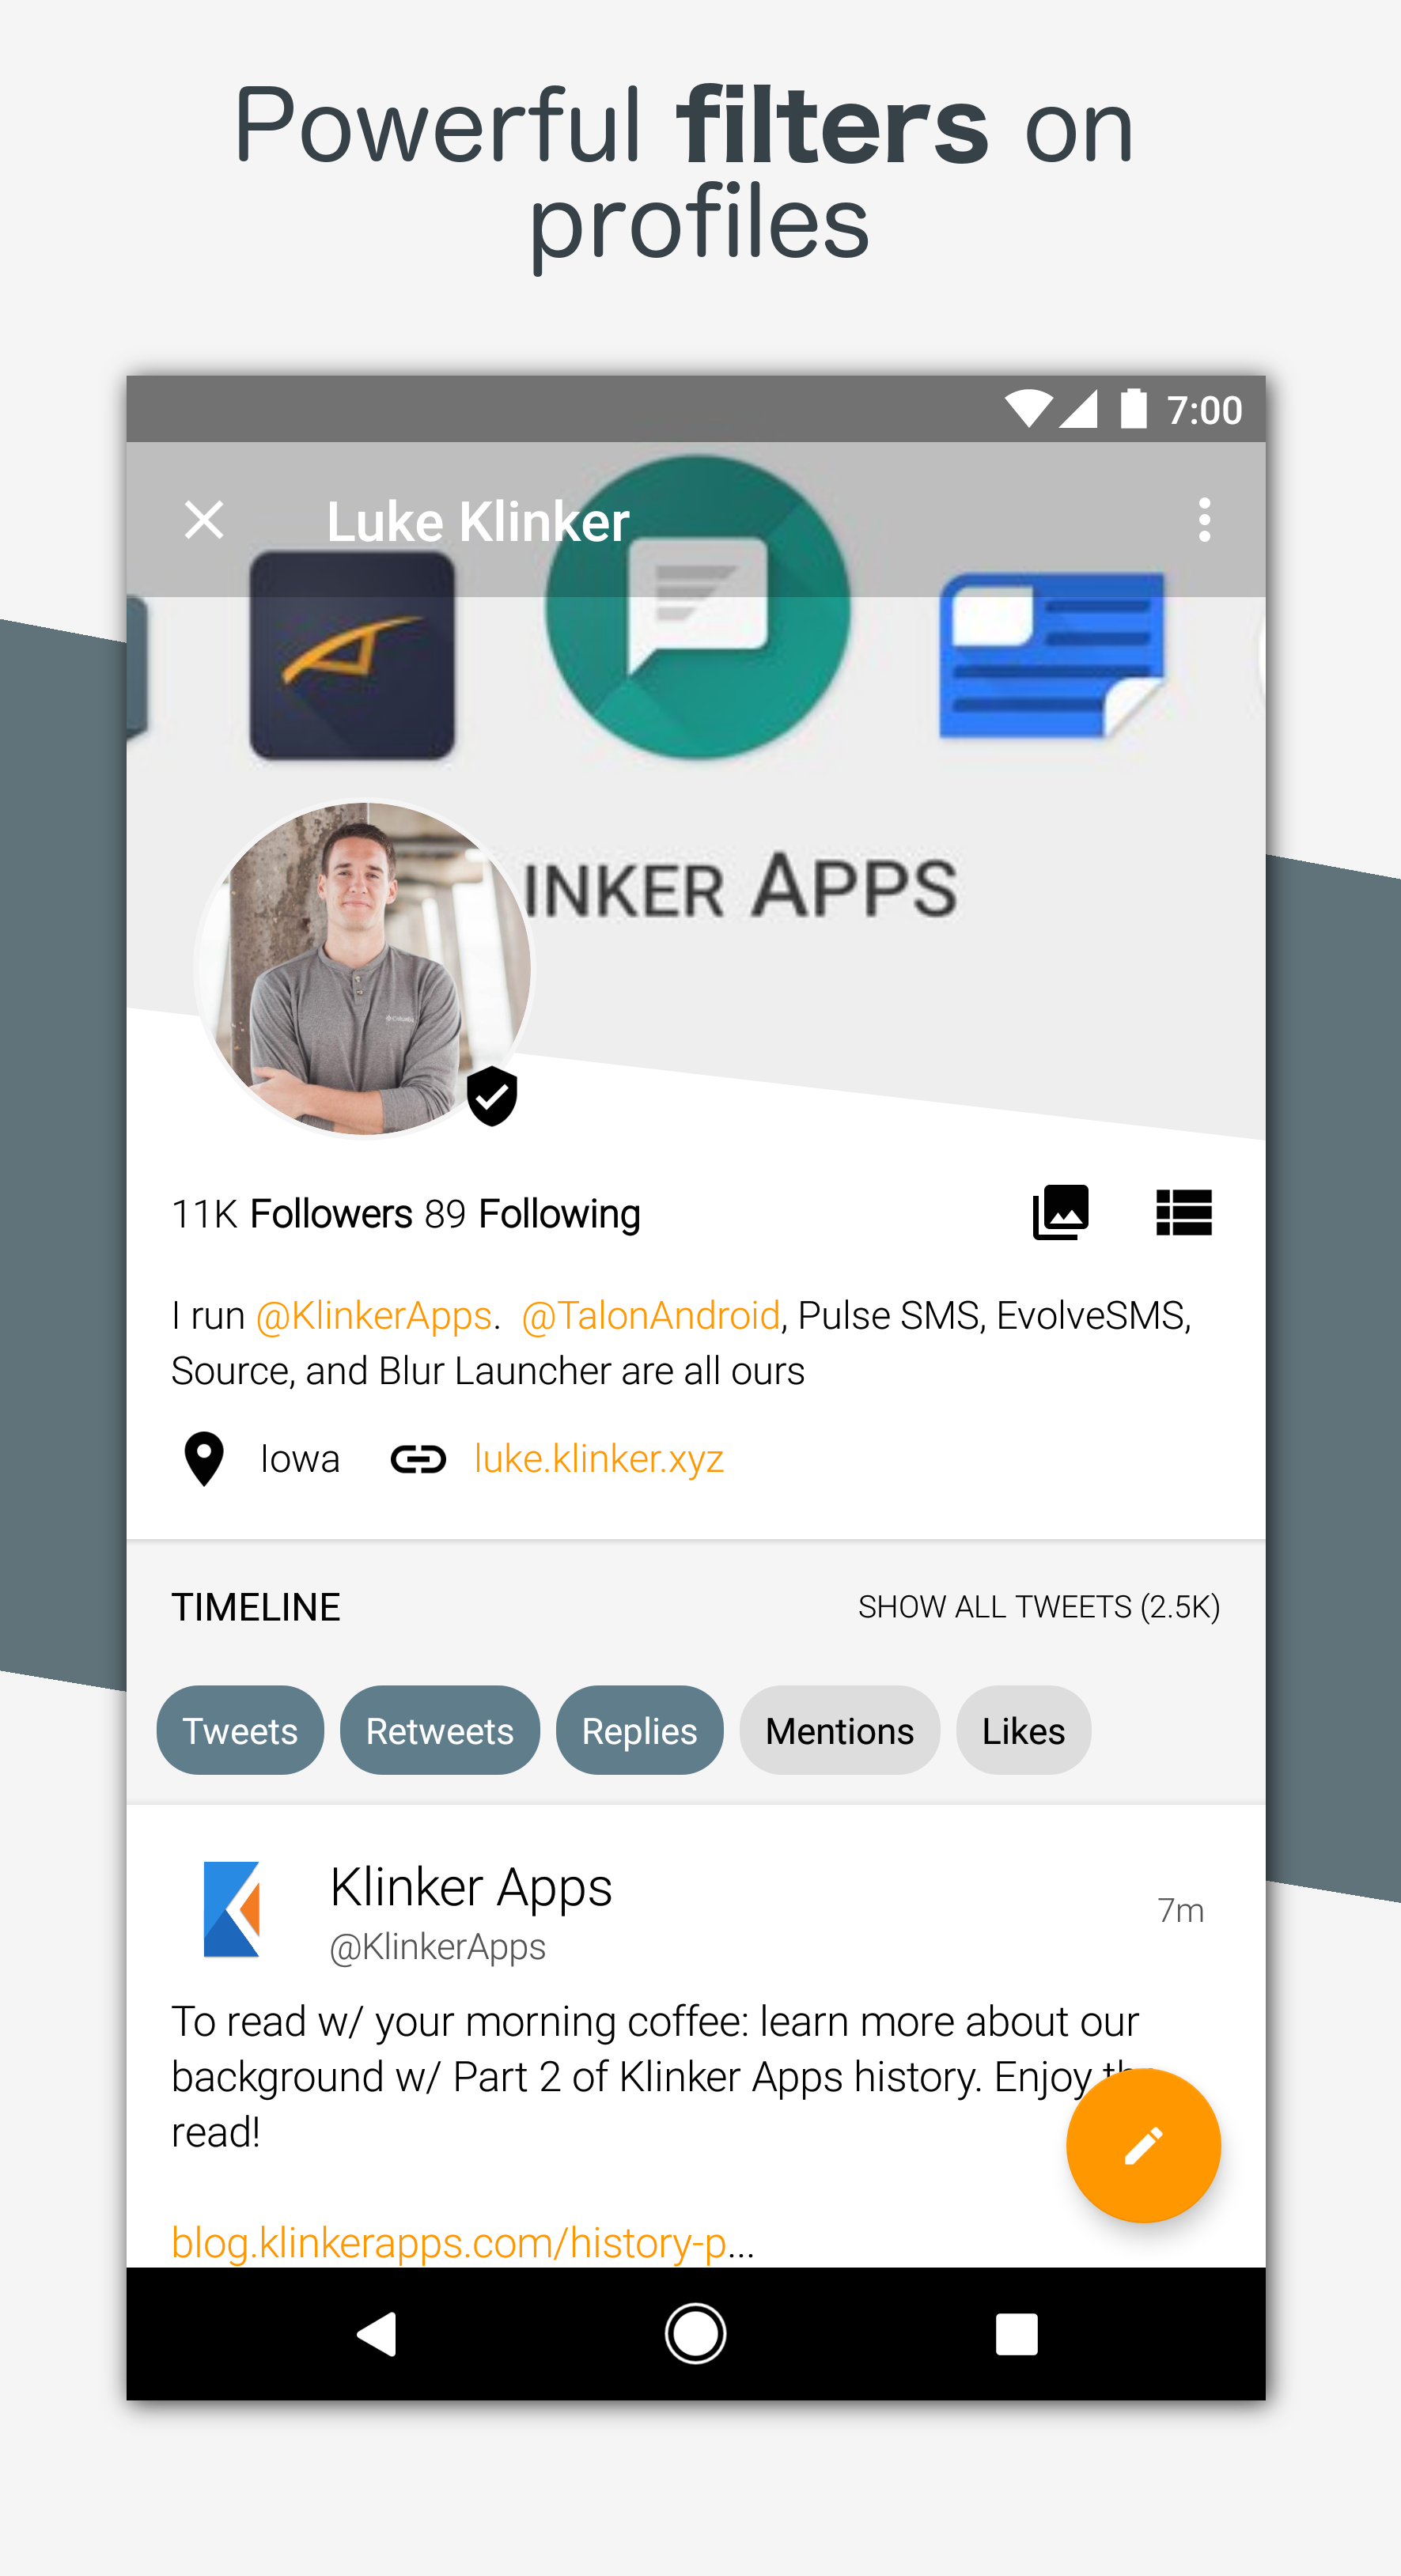 Powerful filters on
profiles
7:00
Luke Klinker
INKER APPS
11K Followers 89 Following
I run @KlinkerApps.  @TalonAndroid, Pulse SMS, EvolveSMS,
Source, and Blur Launcher are all ours
Iowa luke.klinker.xyz
TIMELINE SHOW ALL TWEETS (2.5K)
Tweets Retweets Replies Mentions Likes
Klinker Apps
7m
@KlinkerApps
To read w/ your morning coffee: learn more about our
background w/ Part 2 of Klinker Apps history. Enjoy
read!
blog.klinkerapps.com/history-p...